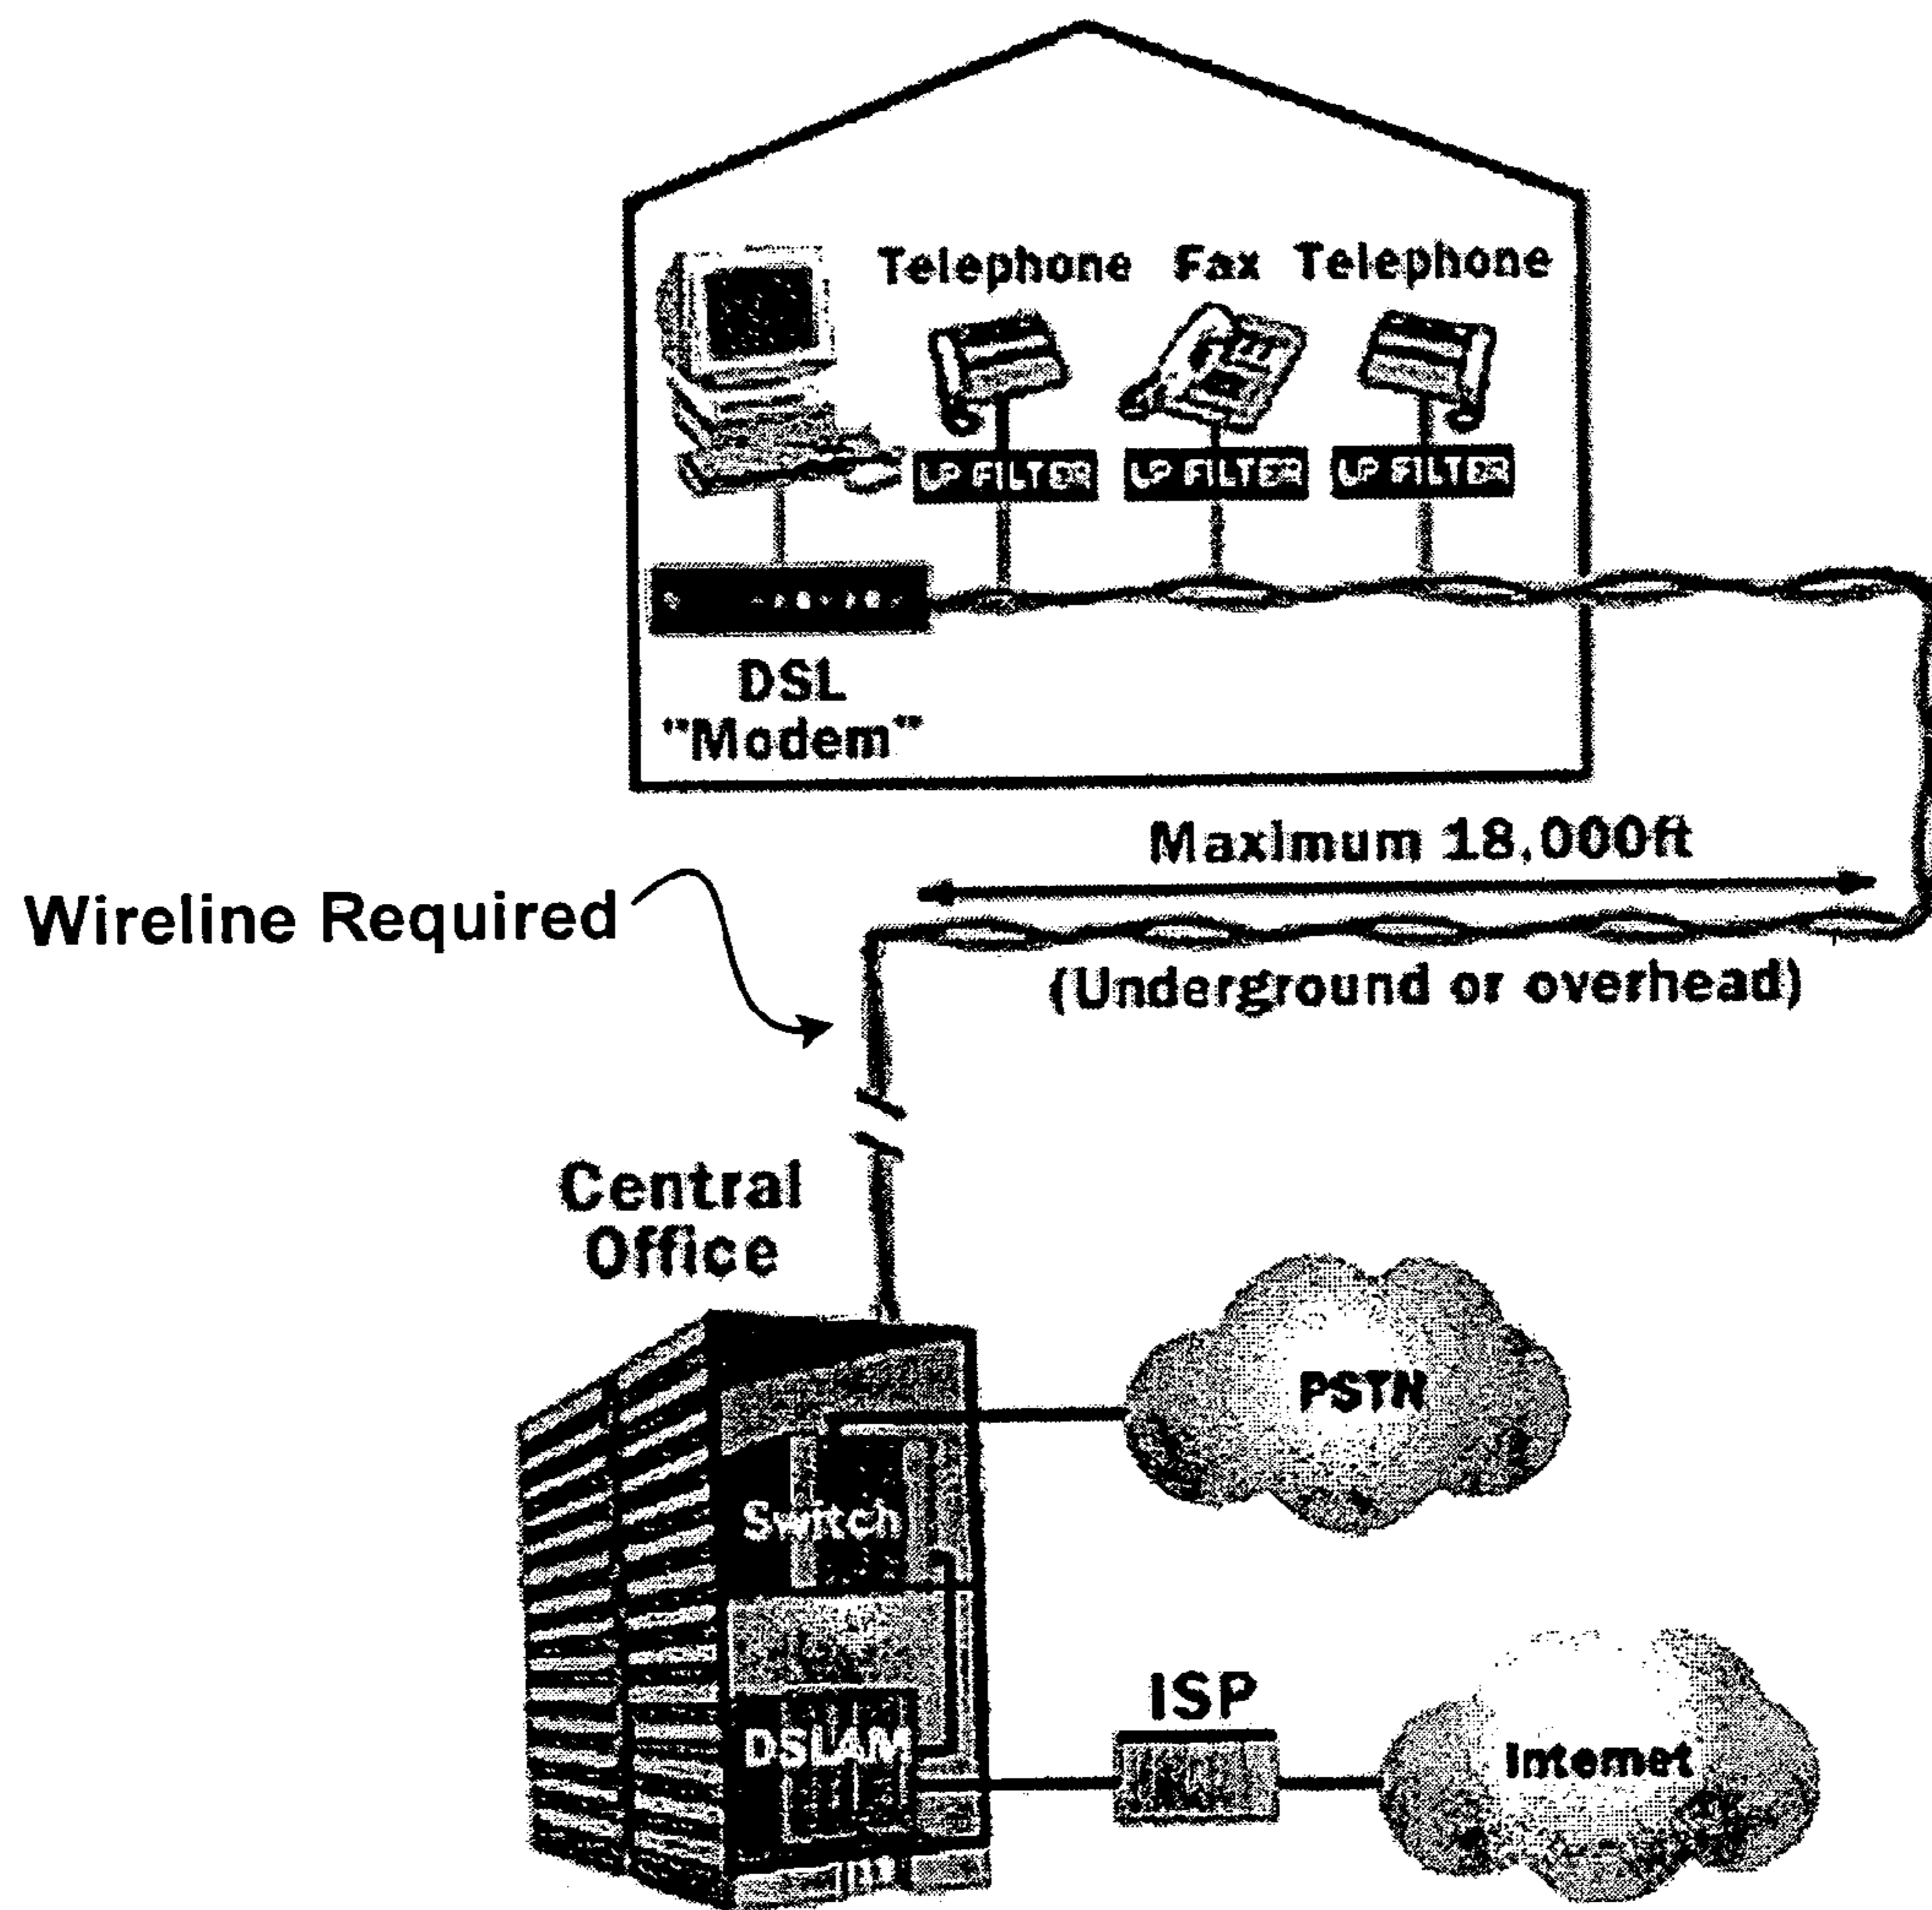 Telephone Fax Telephone
LP FILTER LP FILTER LP FILTER
DSL
"Modem"
Maximum 18,000ft
Wireline Required
(Underground or overhead)
Central
Office
PSTN
Switch
ISP
DSLAM
Internet